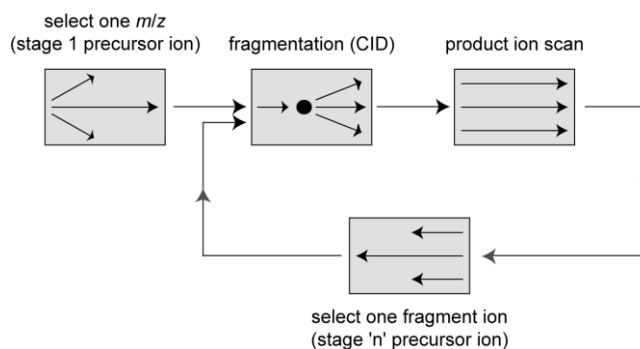 select one m/z
(stage 1 precursor ion)
fragmentation (CID)
product ion scan
select one fragment ion
(stage 'n' precursor ion)